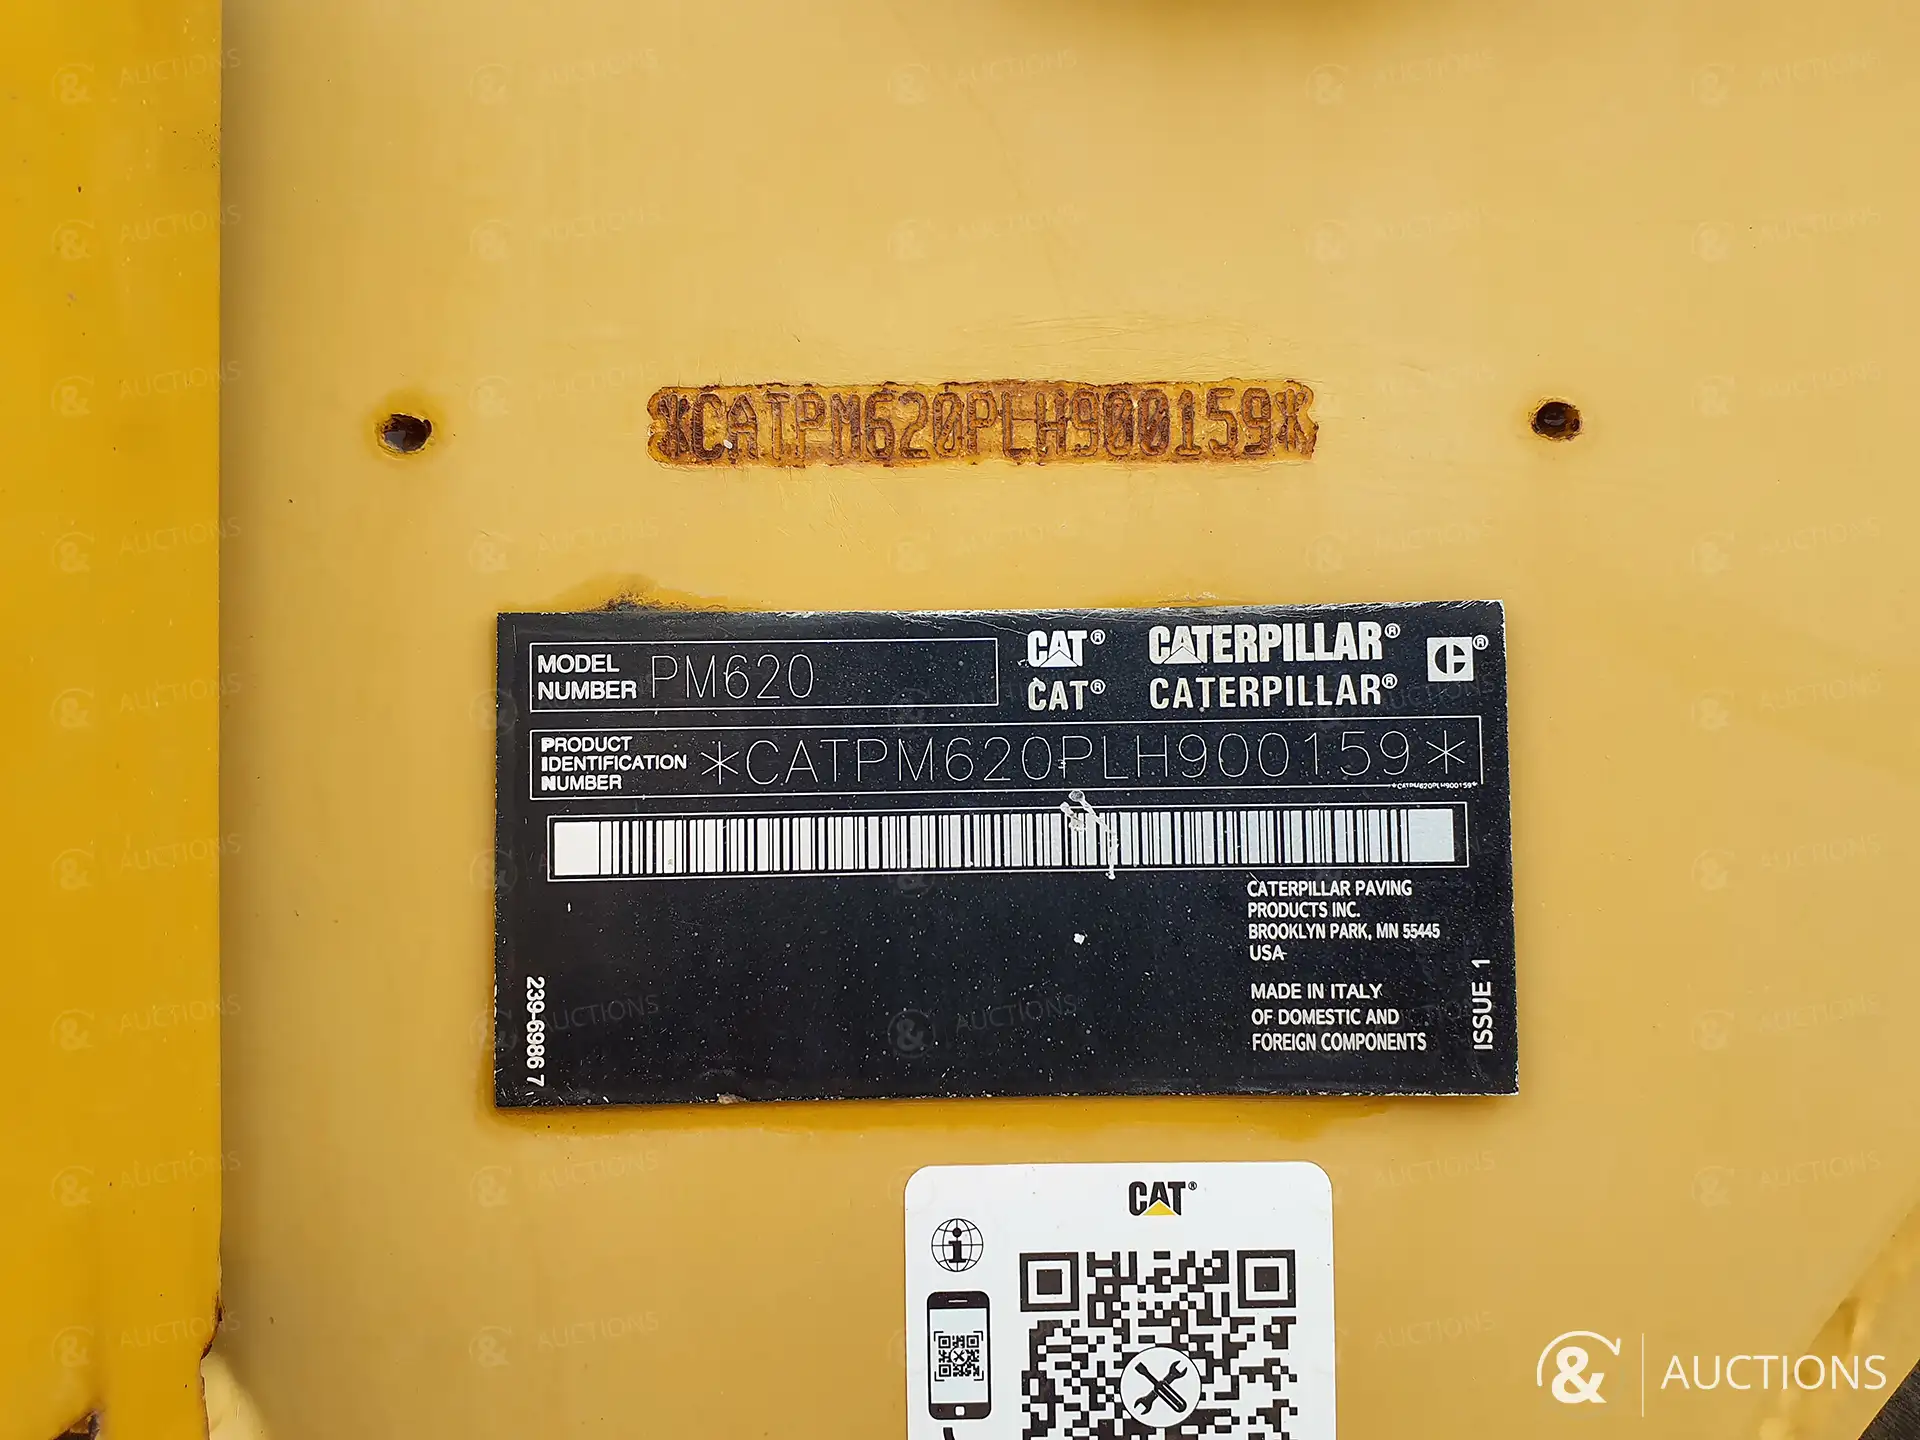 *CATPM620PLH900159*
MODEL NUMBER PM620
CAT® CATERPILLAR®
CAT® CATERPILLAR®
PRODUCT IDENTIFICATION NUMBER *CATPM620PLH900159*
*CATPM620PLH900159*
CATERPILLAR PAVING
PRODUCTS INC.
BROOKLYN PARK, MN 55445
USA
MADE IN ITALY
OF DOMESTIC AND
FOREIGN COMPONENTS
239-6986 7
ISSUE 1
CAT®
& AUCTIONS